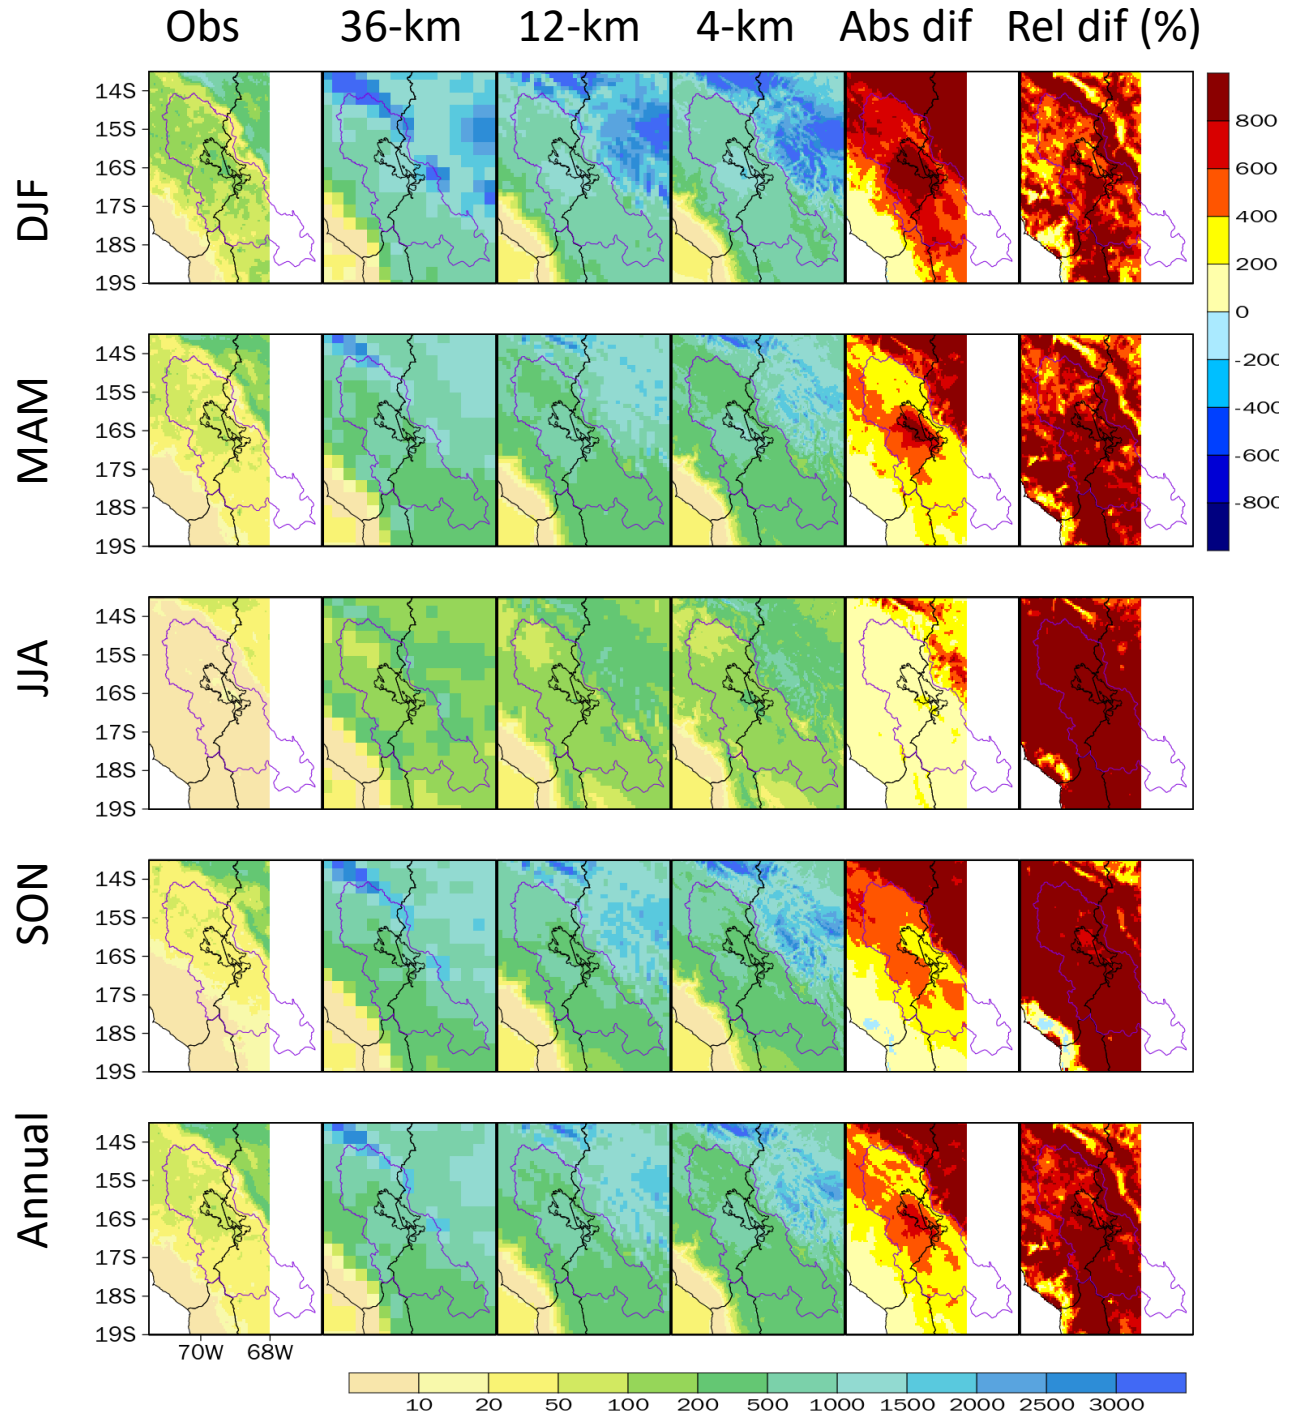 Obs 36-km 12-km 4-km Abs dif Rel dif (%)
DJF
14S
15S
16S
17S
18S
19S
800
600
400
200
0
-200
-400
-600
-800
MAM
14S
15S
16S
17S
18S
19S
JJA
14S
15S
16S
17S
18S
19S
SON
14S
15S
16S
17S
18S
19S
Annual
14S
15S
16S
17S
18S
19S
70W 68W
10 20 50 100 200 500 1000 1500 2000 2500 3000